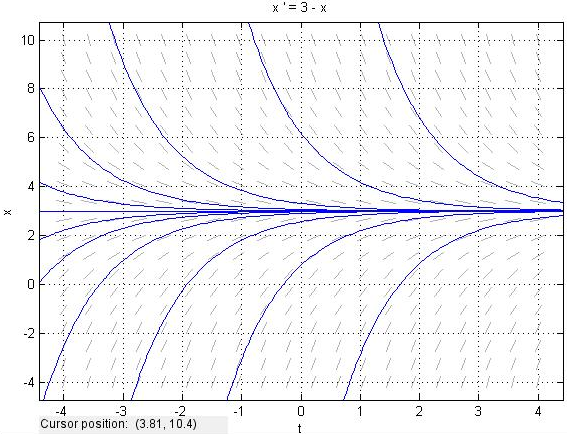 x ' = 3 - x
10
8
6
4
x
2
0
-2
-4
-4 -3 -2 -1 0 1 2 3 4
Cursor position: (3.81, 10.4)
t